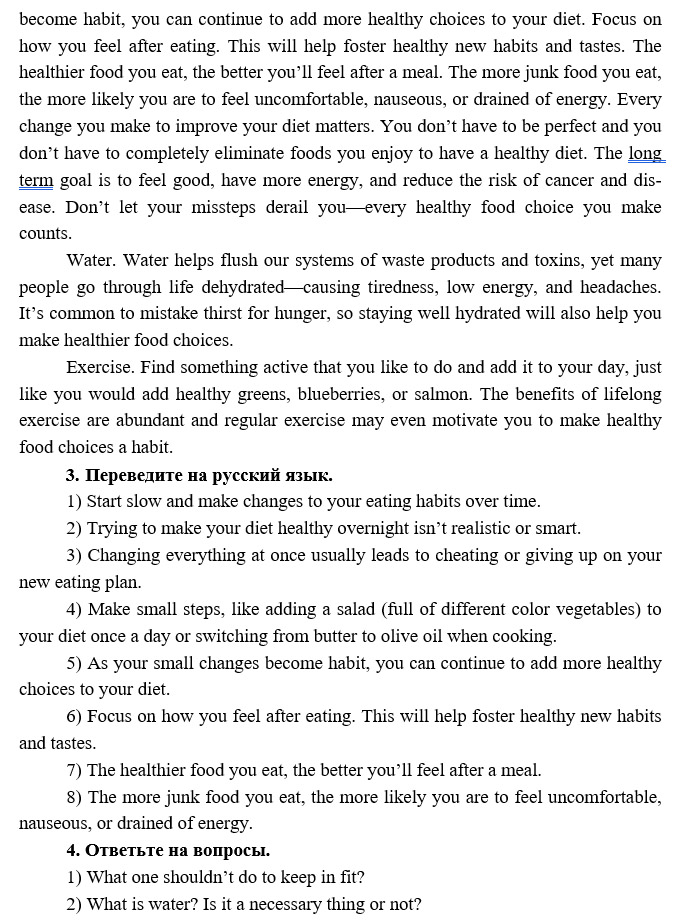 become habit, you can continue to add more healthy choices to your diet. Focus on
how you feel after eating. This will help foster healthy new habits and tastes. The
healthier food you eat, the better you’ll feel after a meal. The more junk food you eat,
the more likely you are to feel uncomfortable, nauseous, or drained of energy. Every
change you make to improve your diet matters. You don’t have to be perfect and you
don’t have to completely eliminate foods you enjoy to have a healthy diet. The long
term goal is to feel good, have more energy, and reduce the risk of cancer and dis-
ease. Don’t let your missteps derail you—every healthy food choice you make
counts.
Water. Water helps flush our systems of waste products and toxins, yet many
people go through life dehydrated—causing tiredness, low energy, and headaches.
It’s common to mistake thirst for hunger, so staying well hydrated will also help you
make healthier food choices.
Exercise. Find something active that you like to do and add it to your day, just
like you would add healthy greens, blueberries, or salmon. The benefits of lifelong
exercise are abundant and regular exercise may even motivate you to make healthy
food choices a habit.
3. Переведите на русский язык.
1) Start slow and make changes to your eating habits over time.
2) Trying to make your diet healthy overnight isn’t realistic or smart.
3) Changing everything at once usually leads to cheating or giving up on your
new eating plan.
4) Make small steps, like adding a salad (full of different color vegetables) to
your diet once a day or switching from butter to olive oil when cooking.
5) As your small changes become habit, you can continue to add more healthy
choices to your diet.
6) Focus on how you feel after eating. This will help foster healthy new habits
and tastes.
7) The healthier food you eat, the better you’ll feel after a meal.
8) The more junk food you eat, the more likely you are to feel uncomfortable,
nauseous, or drained of energy.
4. Ответьте на вопросы.
1) What one shouldn’t do to keep in fit?
2) What is water? Is it a necessary thing or not?